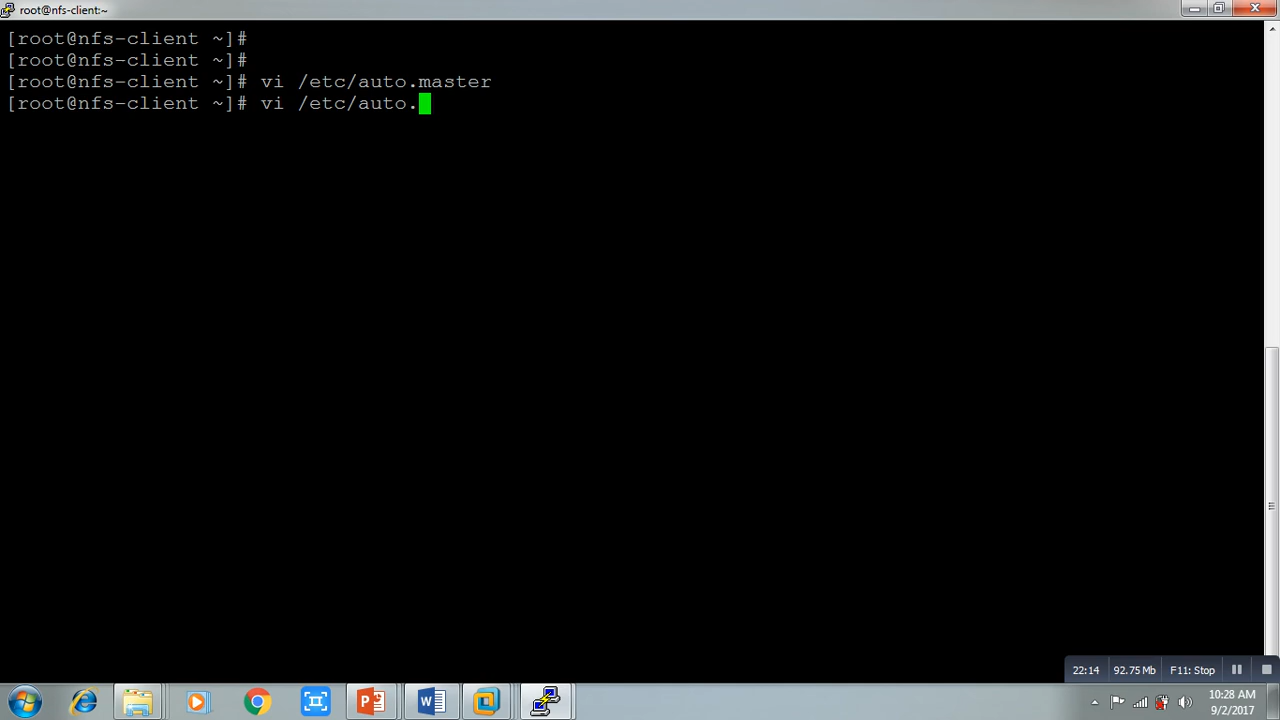 root@nfs-client:~
[root@nfs-client ~]#
[root@nfs-client ~]#
[root@nfs-client ~]# vi /etc/auto.master
[root@nfs-client ~]# vi /etc/auto.
22:14 92.75 Mb F11: Stop
10:28 AM
9/2/2017